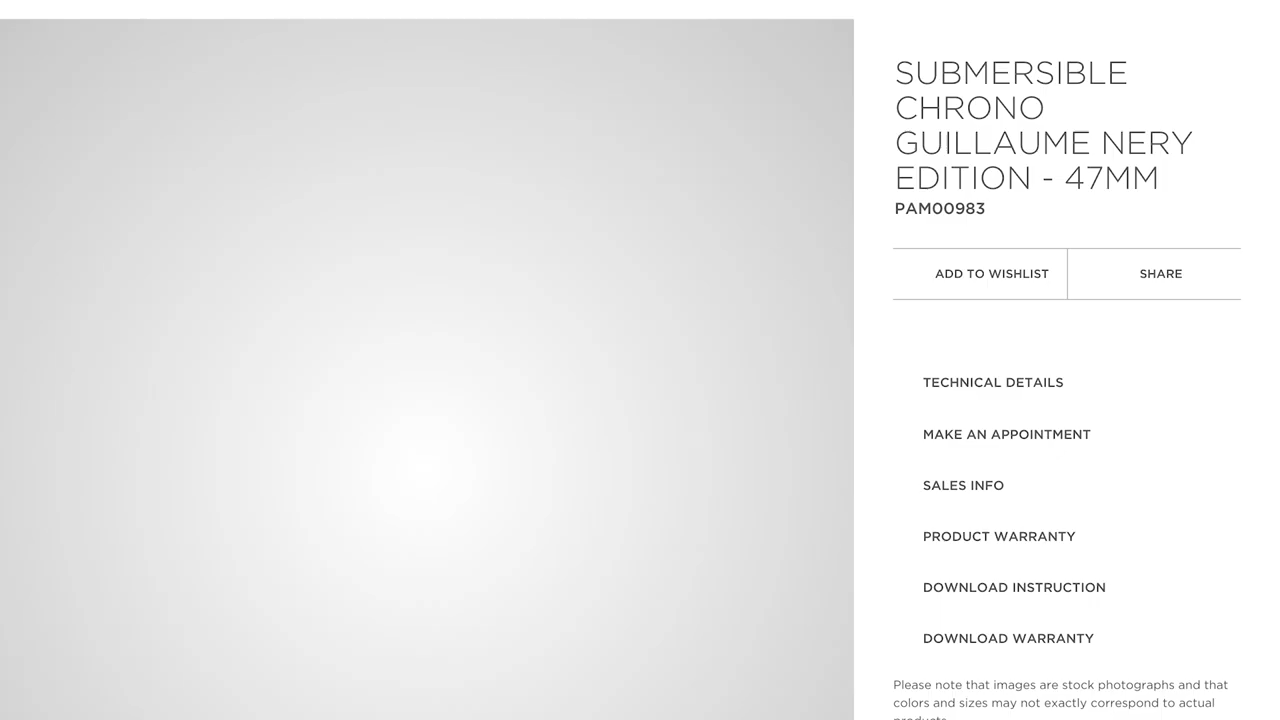 SUBMERSIBLE
CHRONO
GUILLAUME NERY
EDITION - 47MM
PAM00983
ADD TO WISHLIST
SHARE
TECHNICAL DETAILS
MAKE AN APPOINTMENT
SALES INFO
PRODUCT WARRANTY
DOWNLOAD INSTRUCTION
DOWNLOAD WARRANTY
Please note that images are stock photographs and that
colors and sizes may not exactly correspond to actual
products.